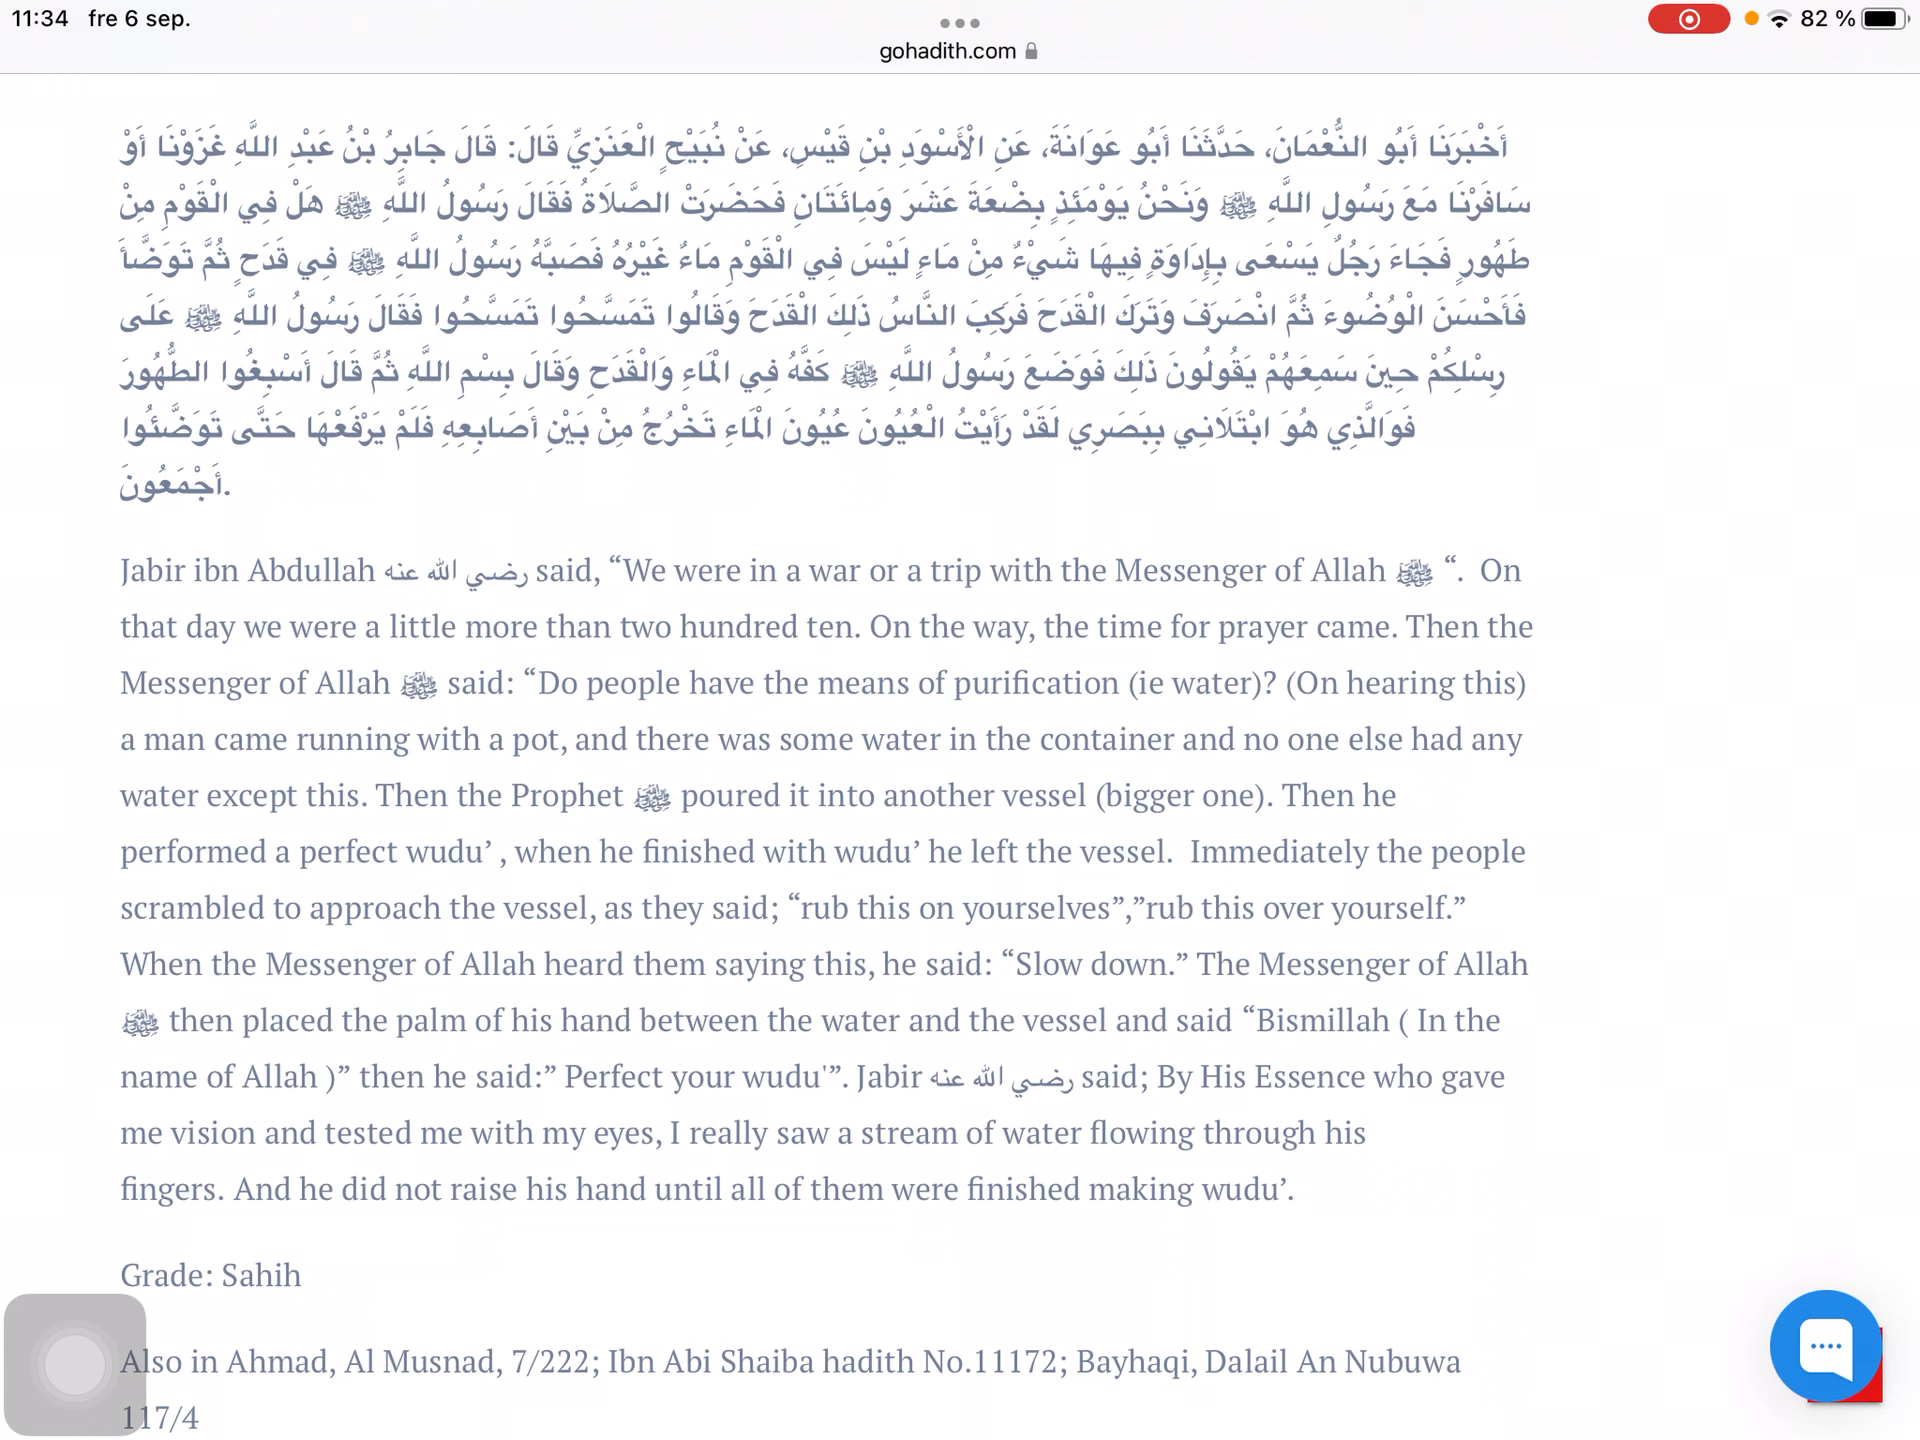 11:34 fre 6 sep.
82 %
gohadith.com
أَخْبَرَنَا أَبُو النُّعْمَانَ، حَدَّثَنَا أَبُو عَوَانَةَ، عَنِ الْأَسْوَدِ بْنِ قَيْسِ، عَنْ نُبَيْحٍ الْعَنَزِيِّ قَالَ: قَالَ جَابِرُ بْنُ عَبْدِ اللَّهِ غَزَوْنَا أَوْ
سَافَرْنَا مَعَ رَسُولِ اللَّهِ ﷺ وَنَحْنُ يَوْمَئِذٍ بِضْعَةَ عَشَرَ وَمِائَتَانِ فَحَضَرَتْ الصَّلَاةُ فَقَالَ رَسُولُ اللَّهِ ﷺ هَلْ فِي الْقَوْمِ مِنْ
طَهُورٍ فَجَاءَ رَجُلٌ يَسْعَى بِإِدَاوَةٍ فِيهَا شَيْءٌ مِنْ مَاءٍ لَيْسَ فِي الْقَوْمِ مَاءٌ غَيْرُهُ فَصَبَّهُ رَسُولُ اللَّهِ ﷺ فِي قَدَحٍ ثُمَّ تَوَضَّأَ
فَأَحْسَنَ الْوُضُوءَ ثُمَّ انْصَرَفَ وَتَرَكَ الْقَدَحَ فَرَكِبَ النَّاسُ ذَلِكَ الْقَدَحَ وَقَالُوا تَمَسَّحُوا تَمَسَّحُوا فَقَالَ رَسُولُ اللَّهِ ﷺ عَلَى
رِسْلِكُمْ حِينَ سَمِعَهُمْ يَقُولُونَ ذَلِكَ فَوَضَعَ رَسُولُ اللَّهِ ﷺ كَفَّهُ فِي الْمَاءِ وَالْقَدَحِ وَقَالَ بِسْمِ اللَّهِ ثُمَّ قَالَ أَسْبِغُوا الطُّهُورَ
فَوَالَّذِي هُوَ ابْتَلَانِي بِبَصَرِي لَقَدْ رَأَيْتُ الْعُيُونَ عُيُونَ الْمَاءِ تَخْرُجُ مِنْ بَيْنِ أَصَابِعِهِ فَلَمْ يَرْفَعْهَا حَتَّى تَوَضَّئُوا
أَجْمَعُونَ.
Jabir ibn Abdullah رضي الله عنه said, “We were in a war or a trip with the Messenger of Allah ﷺ “. On
that day we were a little more than two hundred ten. On the way, the time for prayer came. Then the
Messenger of Allah ﷺ said: “Do people have the means of purification (ie water)? (On hearing this)
a man came running with a pot, and there was some water in the container and no one else had any
water except this. Then the Prophet ﷺ poured it into another vessel (bigger one). Then he
performed a perfect wudu’ , when he finished with wudu’ he left the vessel. Immediately the people
scrambled to approach the vessel, as they said; “rub this on yourselves”,”rub this over yourself.”
When the Messenger of Allah heard them saying this, he said: “Slow down.” The Messenger of Allah
ﷺ then placed the palm of his hand between the water and the vessel and said “Bismillah ( In the
name of Allah )” then he said:” Perfect your wudu'”. Jabir رضي الله عنه said; By His Essence who gave
me vision and tested me with my eyes, I really saw a stream of water flowing through his
fingers. And he did not raise his hand until all of them were finished making wudu’.
Grade: Sahih
Also in Ahmad, Al Musnad, 7/222; Ibn Abi Shaiba hadith No.11172; Bayhaqi, Dalail An Nubuwa
117/4